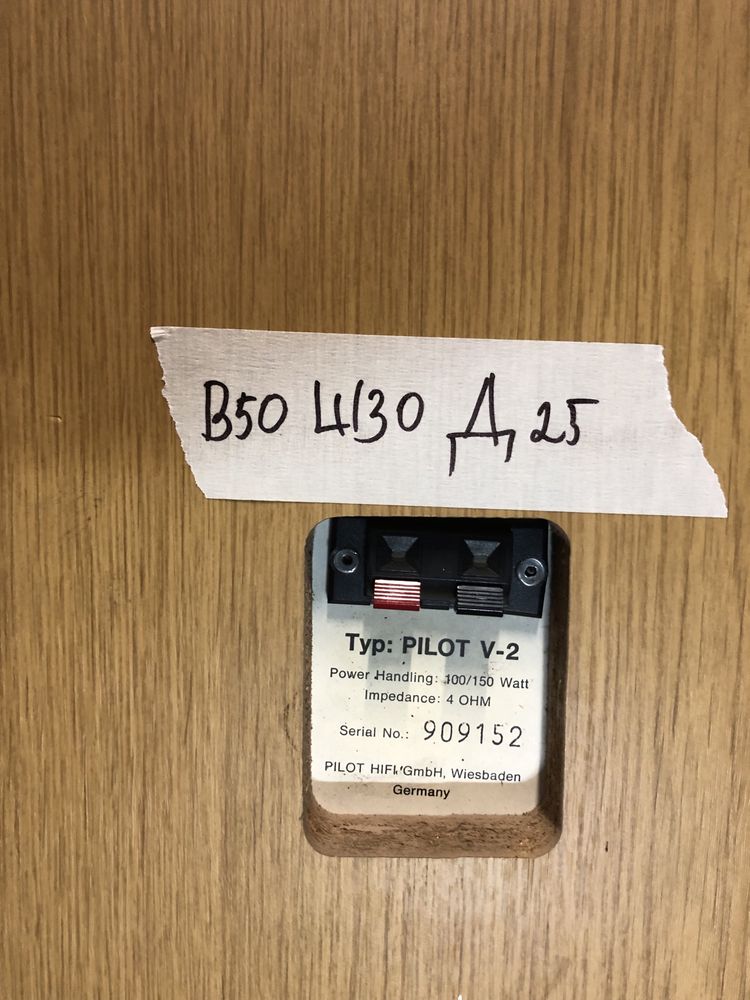 В50 Ш30 Д 25
Typ: PILOT V-2
Power Handling: 100/150 Watt
Impedance: 4 OHM
Serial No.: 909152
PILOT HIFI GmbH, Wiesbaden
Germany